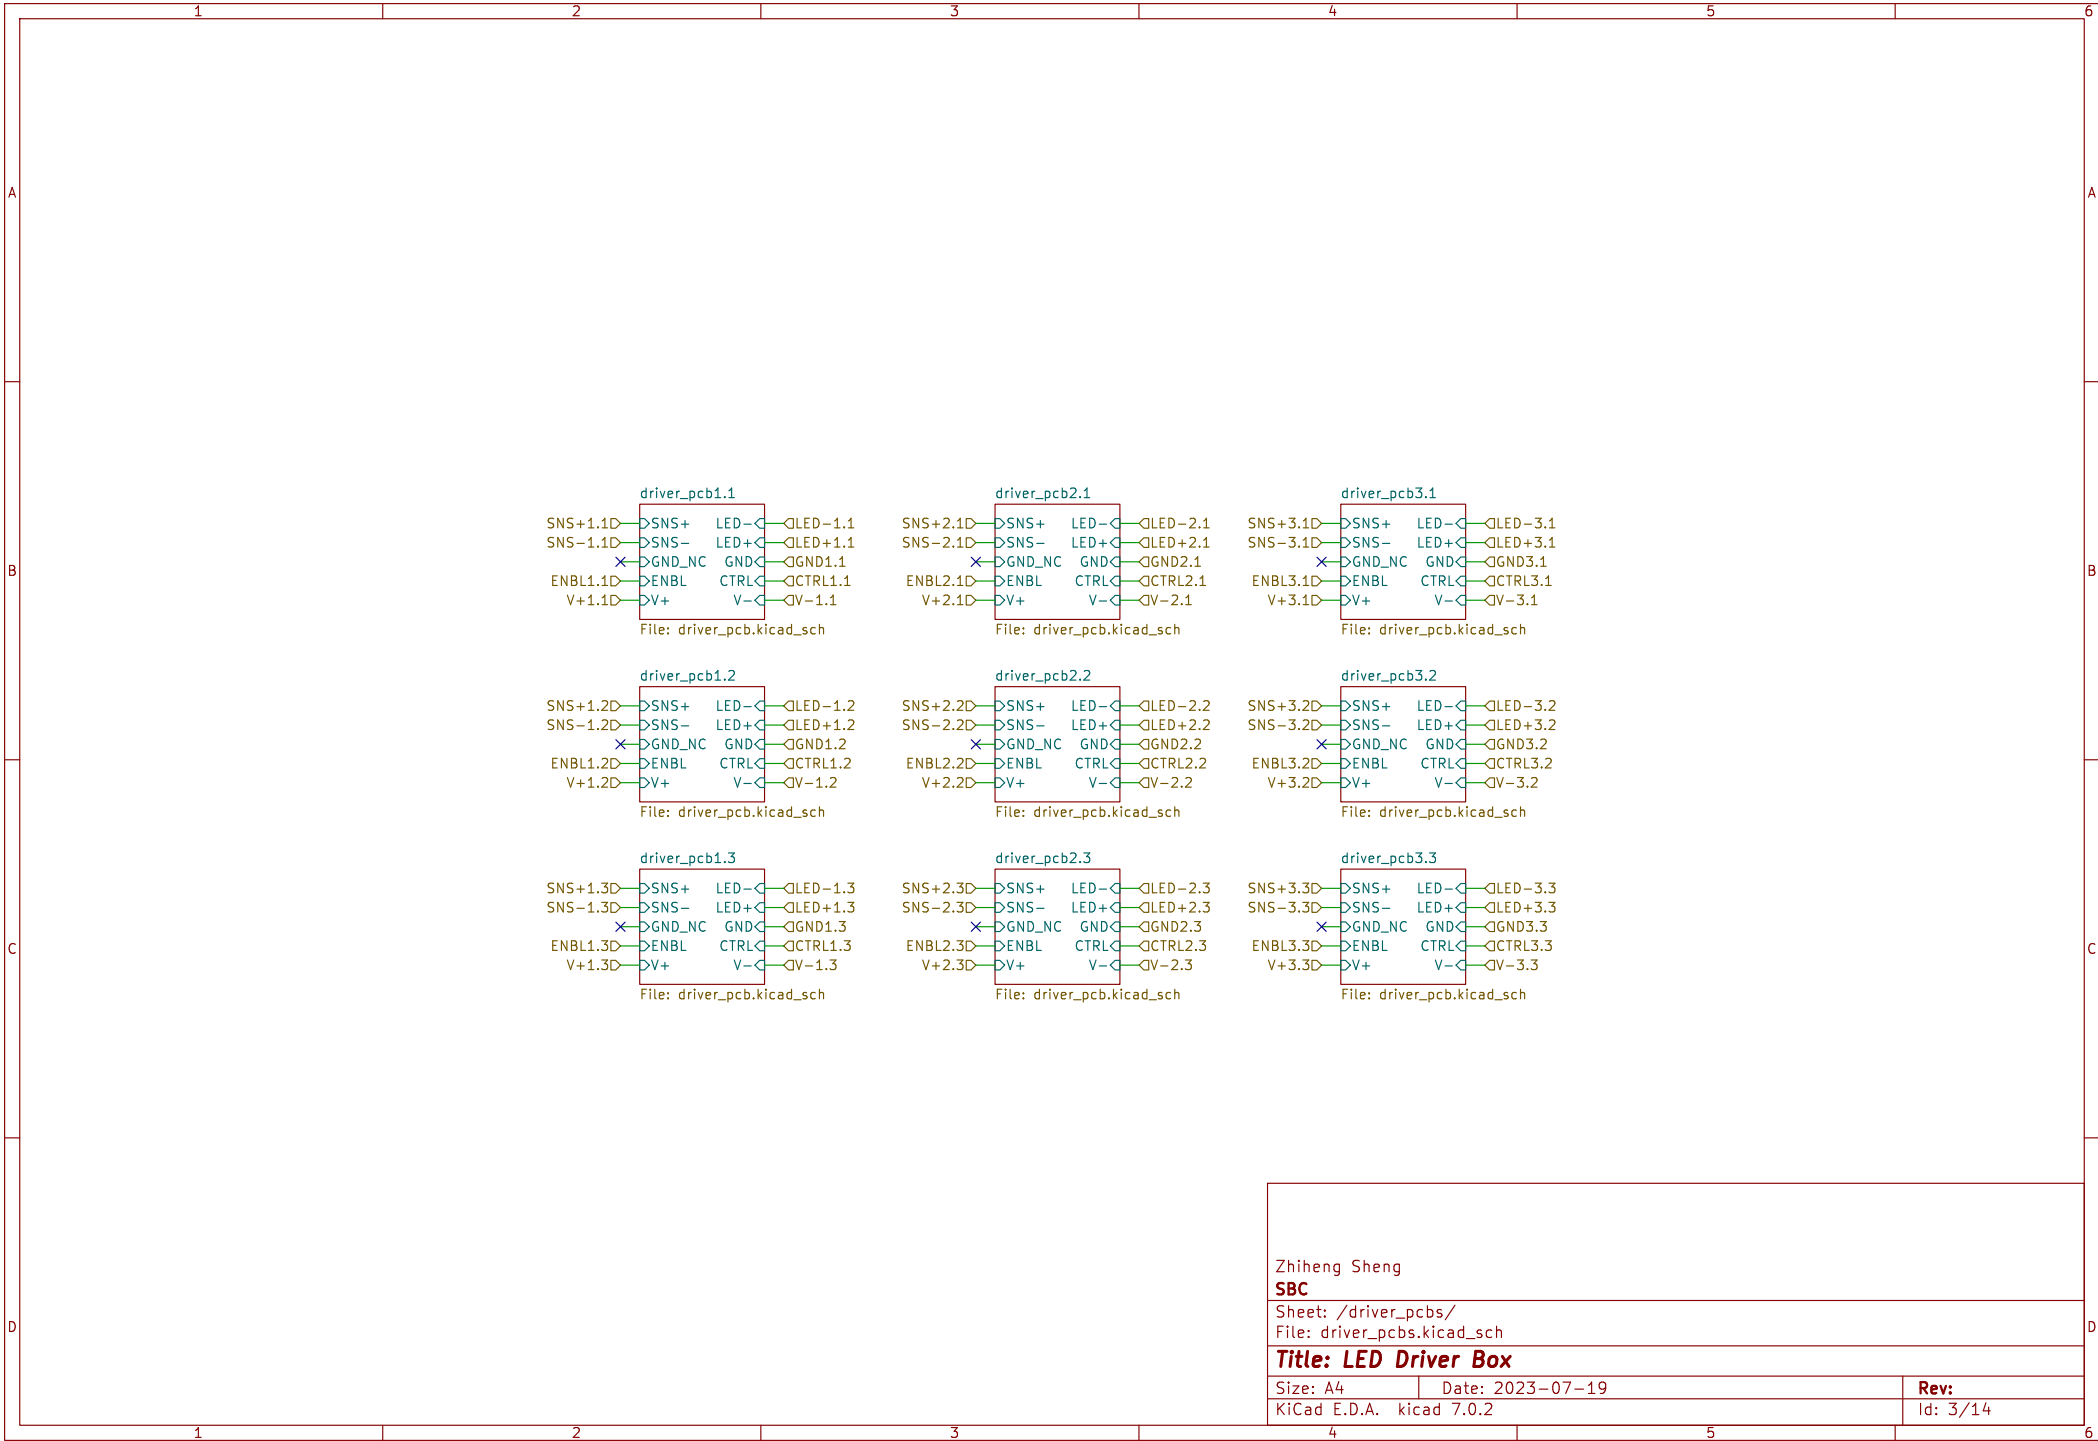 1 2 3 4 5 6
A A
B B
C C
D D
driver_pcb1.1 driver_pcb2.1 driver_pcb3.1
SNS+1.1 SNS+ LED- LED-1.1 SNS+2.1 SNS+ LED- LED-2.1 SNS+3.1 SNS+ LED- LED-3.1
SNS-1.1 SNS- LED+ LED+1.1 SNS-2.1 SNS- LED+ LED+2.1 SNS-3.1 SNS- LED+ LED+3.1
GND_NC GND GND1.1 GND_NC GND GND2.1 GND_NC GND GND3.1
ENBL1.1 ENBL CTRL CTRL1.1 ENBL2.1 ENBL CTRL CTRL2.1 ENBL3.1 ENBL CTRL CTRL3.1
V+1.1 V+ V- V-1.1 V+2.1 V+ V- V-2.1 V+3.1 V+ V- V-3.1
File: driver_pcb.kicad_sch File: driver_pcb.kicad_sch File: driver_pcb.kicad_sch
driver_pcb1.2 driver_pcb2.2 driver_pcb3.2
SNS+1.2 SNS+ LED- LED-1.2 SNS+2.2 SNS+ LED- LED-2.2 SNS+3.2 SNS+ LED- LED-3.2
SNS-1.2 SNS- LED+ LED+1.2 SNS-2.2 SNS- LED+ LED+2.2 SNS-3.2 SNS- LED+ LED+3.2
GND_NC GND GND1.2 GND_NC GND GND2.2 GND_NC GND GND3.2
ENBL1.2 ENBL CTRL CTRL1.2 ENBL2.2 ENBL CTRL CTRL2.2 ENBL3.2 ENBL CTRL CTRL3.2
V+1.2 V+ V- V-1.2 V+2.2 V+ V- V-2.2 V+3.2 V+ V- V-3.2
File: driver_pcb.kicad_sch File: driver_pcb.kicad_sch File: driver_pcb.kicad_sch
driver_pcb1.3 driver_pcb2.3 driver_pcb3.3
SNS+1.3 SNS+ LED- LED-1.3 SNS+2.3 SNS+ LED- LED-2.3 SNS+3.3 SNS+ LED- LED-3.3
SNS-1.3 SNS- LED+ LED+1.3 SNS-2.3 SNS- LED+ LED+2.3 SNS-3.3 SNS- LED+ LED+3.3
GND_NC GND GND1.3 GND_NC GND GND2.3 GND_NC GND GND3.3
ENBL1.3 ENBL CTRL CTRL1.3 ENBL2.3 ENBL CTRL CTRL2.3 ENBL3.3 ENBL CTRL CTRL3.3
V+1.3 V+ V- V-1.3 V+2.3 V+ V- V-2.3 V+3.3 V+ V- V-3.3
File: driver_pcb.kicad_sch File: driver_pcb.kicad_sch File: driver_pcb.kicad_sch
Zhiheng Sheng
SBC
Sheet: /driver_pcbs/
File: driver_pcbs.kicad_sch
Title: LED Driver Box
Size: A4 Date: 2023-07-19 Rev:
KiCad E.D.A. kicad 7.0.2 Id: 3/14
1 2 3 4 5 6